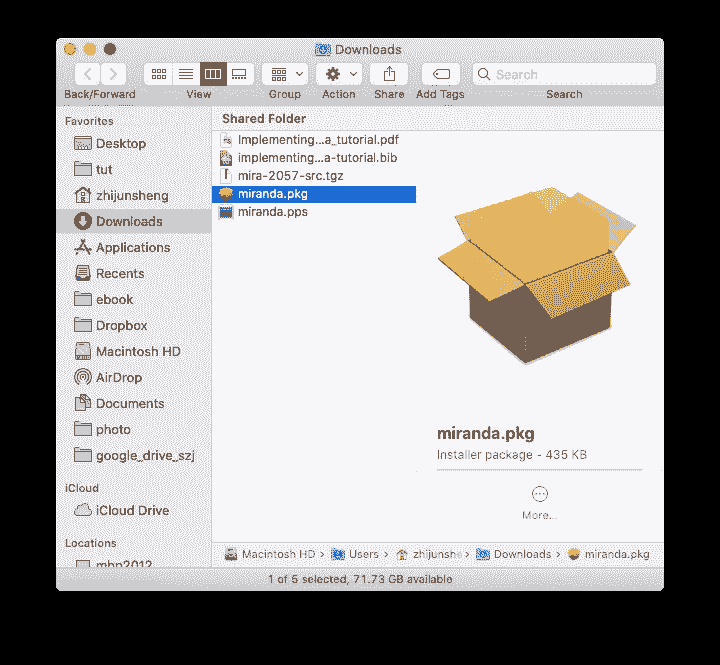 Downloads
Search
Back/Forward View Group Action Share Add Tags Search
Favorites
Desktop
tut
zhijunsheng
Downloads
Applications
Recents
ebook
Dropbox
Macintosh HD
AirDrop
Documents
photo
google_drive_szj
iCloud
iCloud Drive
Locations
mbp2012
Shared Folder
Implementing...a_tutorial.pdf
implementing...a-tutorial.bib
mira-2057-src.tgz
miranda.pkg
miranda.pps
miranda.pkg
Installer package - 435 KB
More...
Macintosh HD › Users › zhijunshe › Downloads › miranda.pkg
1 of 5 selected, 71.73 GB available